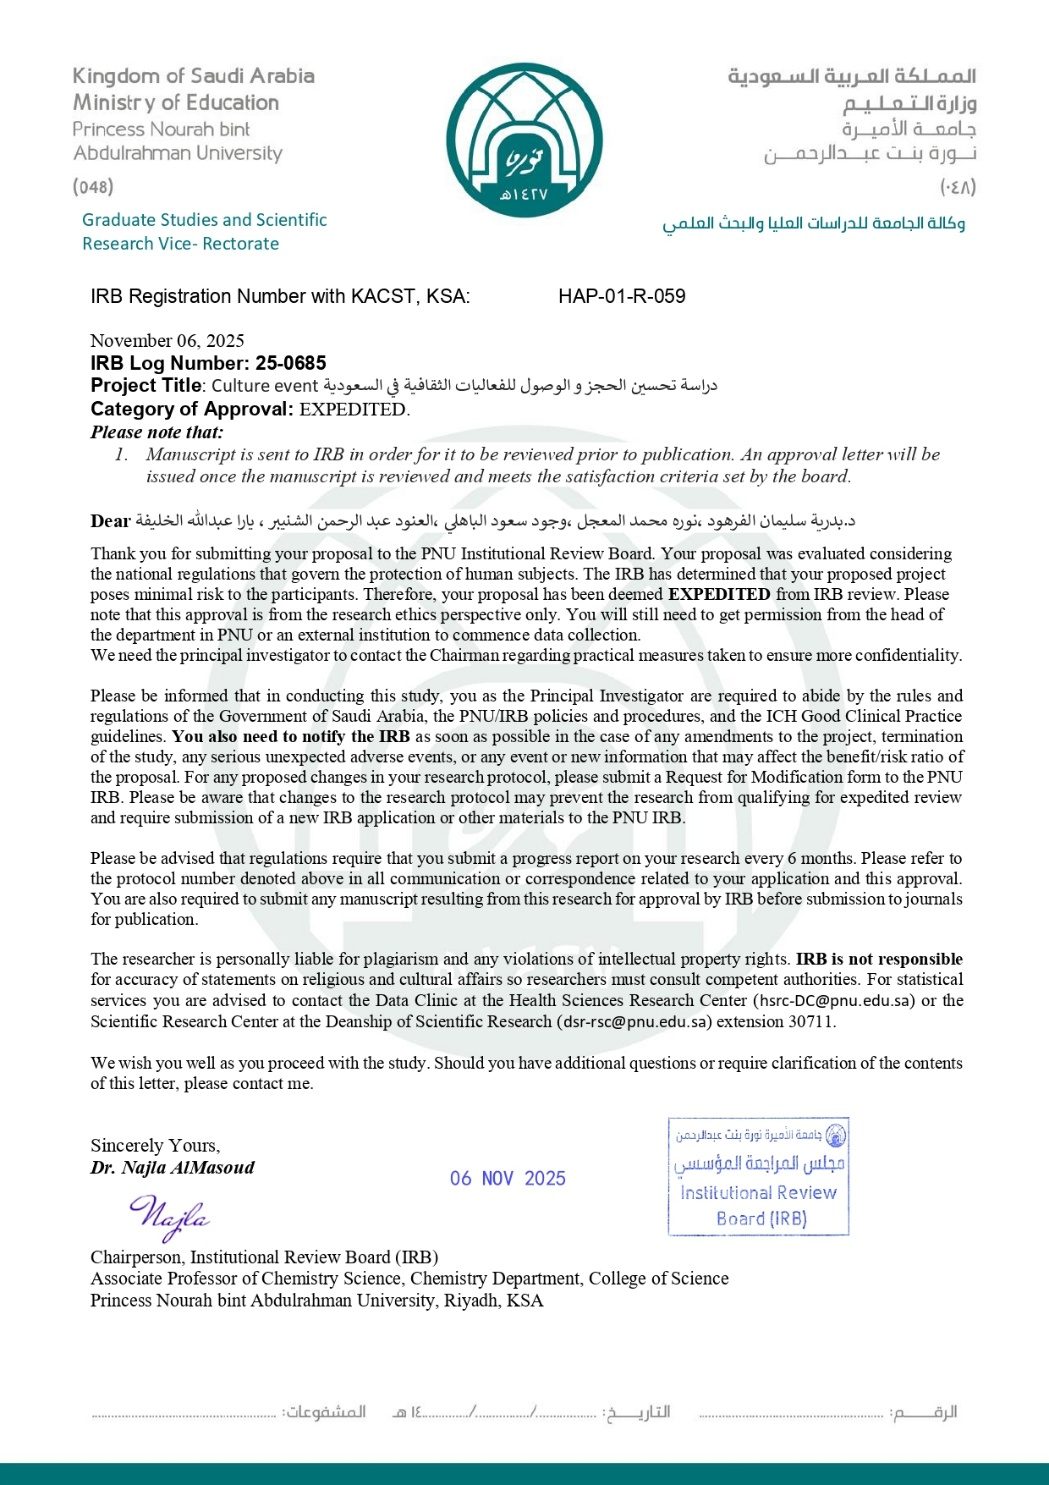 Kingdom of Saudi Arabia
Ministry of Education
Princess Nourah bint
Abdulrahman University
(048)
Graduate Studies and Scientific
Research Vice- Rectorate
نورة
١٤٢٧هـ
المملكة العربية السعودية
وزارة التعليم
جامعة الأميرة
نورة بنت عبدالرحمن
(٠٤٨)
وكالة الجامعة للدراسات العليا والبحث العلمي
IRB Registration Number with KACST, KSA: HAP-01-R-059
November 06, 2025
IRB Log Number: 25-0685
Project Title: Culture event دراسة تحسين الحجز و الوصول للفعاليات الثقافية في السعودية
Category of Approval: EXPEDITED.
Please note that:
1. Manuscript is sent to IRB in order for it to be reviewed prior to publication. An approval letter will be
issued once the manuscript is reviewed and meets the satisfaction criteria set by the board.
Dear د.بدرية سليمان الفرهود ،نوره محمد المعجل ،وجود سعود الباهلي ،العنود عبد الرحمن الشنيبر ، يارا عبدالله الخليفة
Thank you for submitting your proposal to the PNU Institutional Review Board. Your proposal was evaluated considering
the national regulations that govern the protection of human subjects. The IRB has determined that your proposed project
poses minimal risk to the participants. Therefore, your proposal has been deemed EXPEDITED from IRB review. Please
note that this approval is from the research ethics perspective only. You will still need to get permission from the head of
the department in PNU or an external institution to commence data collection.
We need the principal investigator to contact the Chairman regarding practical measures taken to ensure more confidentiality.
Please be informed that in conducting this study, you as the Principal Investigator are required to abide by the rules and
regulations of the Government of Saudi Arabia, the PNU/IRB policies and procedures, and the ICH Good Clinical Practice
guidelines. You also need to notify the IRB as soon as possible in the case of any amendments to the project, termination
of the study, any serious unexpected adverse events, or any event or new information that may affect the benefit/risk ratio of
the proposal. For any proposed changes in your research protocol, please submit a Request for Modification form to the PNU
IRB. Please be aware that changes to the research protocol may prevent the research from qualifying for expedited review
and require submission of a new IRB application or other materials to the PNU IRB.
Please be advised that regulations require that you submit a progress report on your research every 6 months. Please refer to
the protocol number denoted above in all communication or correspondence related to your application and this approval.
You are also required to submit any manuscript resulting from this research for approval by IRB before submission to journals
for publication.
The researcher is personally liable for plagiarism and any violations of intellectual property rights. IRB is not responsible
for accuracy of statements on religious and cultural affairs so researchers must consult competent authorities. For statistical
services you are advised to contact the Data Clinic at the Health Sciences Research Center (hsrc-DC@pnu.edu.sa) or the
Scientific Research Center at the Deanship of Scientific Research (dsr-rsc@pnu.edu.sa) extension 30711.
We wish you well as you proceed with the study. Should you have additional questions or require clarification of the contents
of this letter, please contact me.
Sincerely Yours,
Dr. Najla AlMasoud
Najla
06 NOV 2025
جامعة الأميرة نورة بنت عبدالرحمن
مجلس المراجعة المؤسسي
Institutional Review
Board (IRB)
Chairperson, Institutional Review Board (IRB)
Associate Professor of Chemistry Science, Chemistry Department, College of Science
Princess Nourah bint Abdulrahman University, Riyadh, KSA
الرقم: ........ التاريخ: ......../......../........١٤ هـ المشفوعات: ........